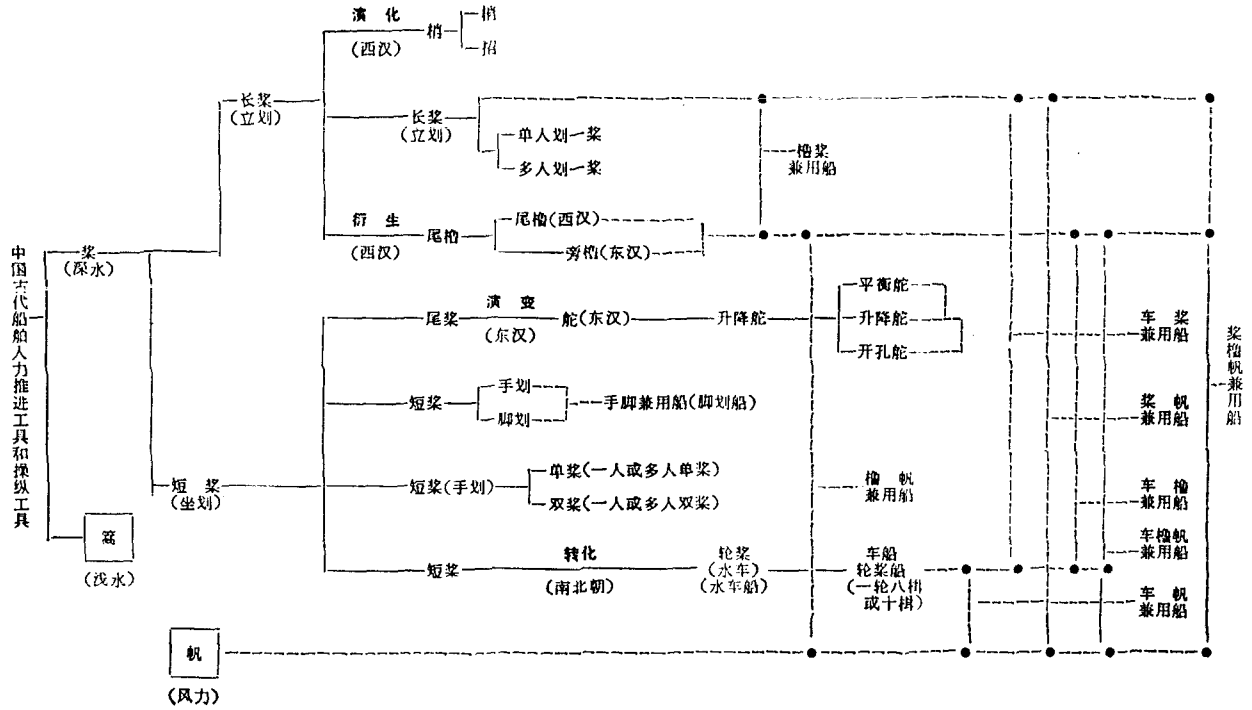 演 化
(西汉)
梢
梢
招
长桨
(立划)
长桨
(立划)
单人划一桨
多人划一桨
橹桨
兼用船
衍 生
(西汉)
尾橹
尾橹(西汉)
旁橹(东汉)
中国古代船舶人力推进工具和操纵工具
桨
(深水)
尾桨
演 变
(东汉)
舵(东汉)
升降舵
平衡舵
升降舵
开孔舵
车 桨
兼用船
桨橹帆兼用船
短桨
手划
脚划
手脚兼用船(脚划船)
桨 帆
兼用船
短 桨
(坐划)
短桨(手划)
单桨(一人或多人单桨)
双桨(一人或多人双桨)
橹 帆
兼用船
车 橹
兼用船
篙
(浅水)
车橹帆
兼用船
短桨
转化
(南北朝)
轮桨
(水车)
(水车船)
车船
轮桨船
(一轮八楫
或十楫)
车 帆
兼用船
帆
(风力)